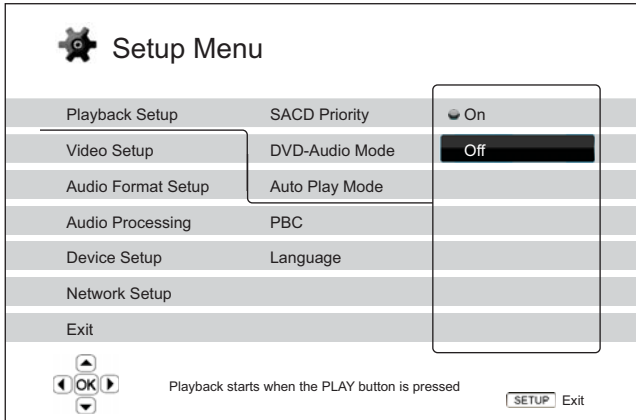 Setup Menu
Playback Setup SACD Priority On
Video Setup DVD-Audio Mode Off
Audio Format Setup Auto Play Mode
Audio Processing PBC
Device Setup Language
Network Setup
Exit
OK Playback starts when the PLAY button is pressed SETUP Exit